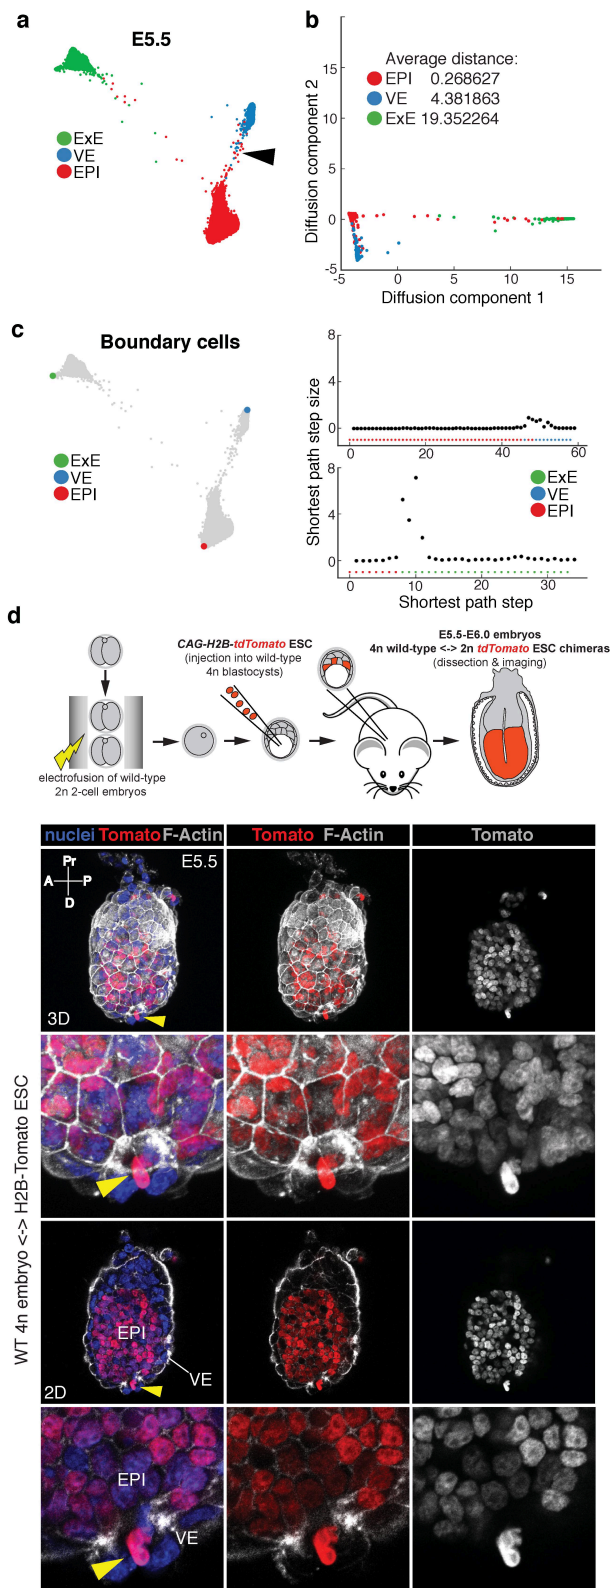 a
E5.5
ExE
VE
EPI
b
Diffusion component 2
15
10
5
0
-5
-5
0
5
10
15
Diffusion component 1
Average distance:
EPI 0.268627
VE 4.381863
ExE 19.352264
c
Boundary cells
ExE
VE
EPI
Shortest path step size
8
4
0
0
20
40
60
8
4
0
0
10
20
30
ExE
VE
EPI
Shortest path step
d
electrofusion of wild-type
2n 2-cell embryos
CAG-H2B-tdTomato ESC
(injection into wild-type
4n blastocysts)
E5.5-E6.0 embryos
4n wild-type <-> 2n tdTomato ESC chimeras
(dissection & imaging)
nuclei Tomato F-Actin
Tomato F-Actin
Tomato
WT 4n embryo <-> H2B-Tomato ESC
Pr
A P
D
E5.5
3D
EPI
VE
2D
EPI
VE